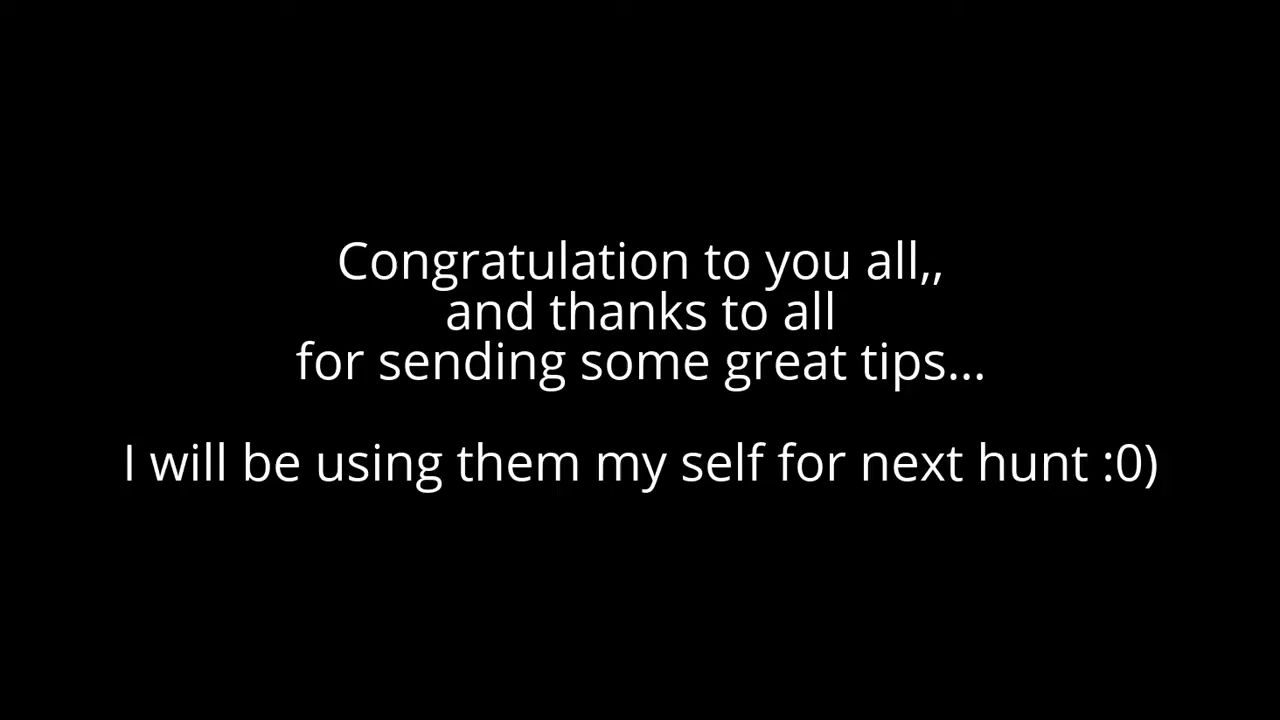 Congratulation to you all,,
and thanks to all
for sending some great tips...
I will be using them my self for next hunt :0)